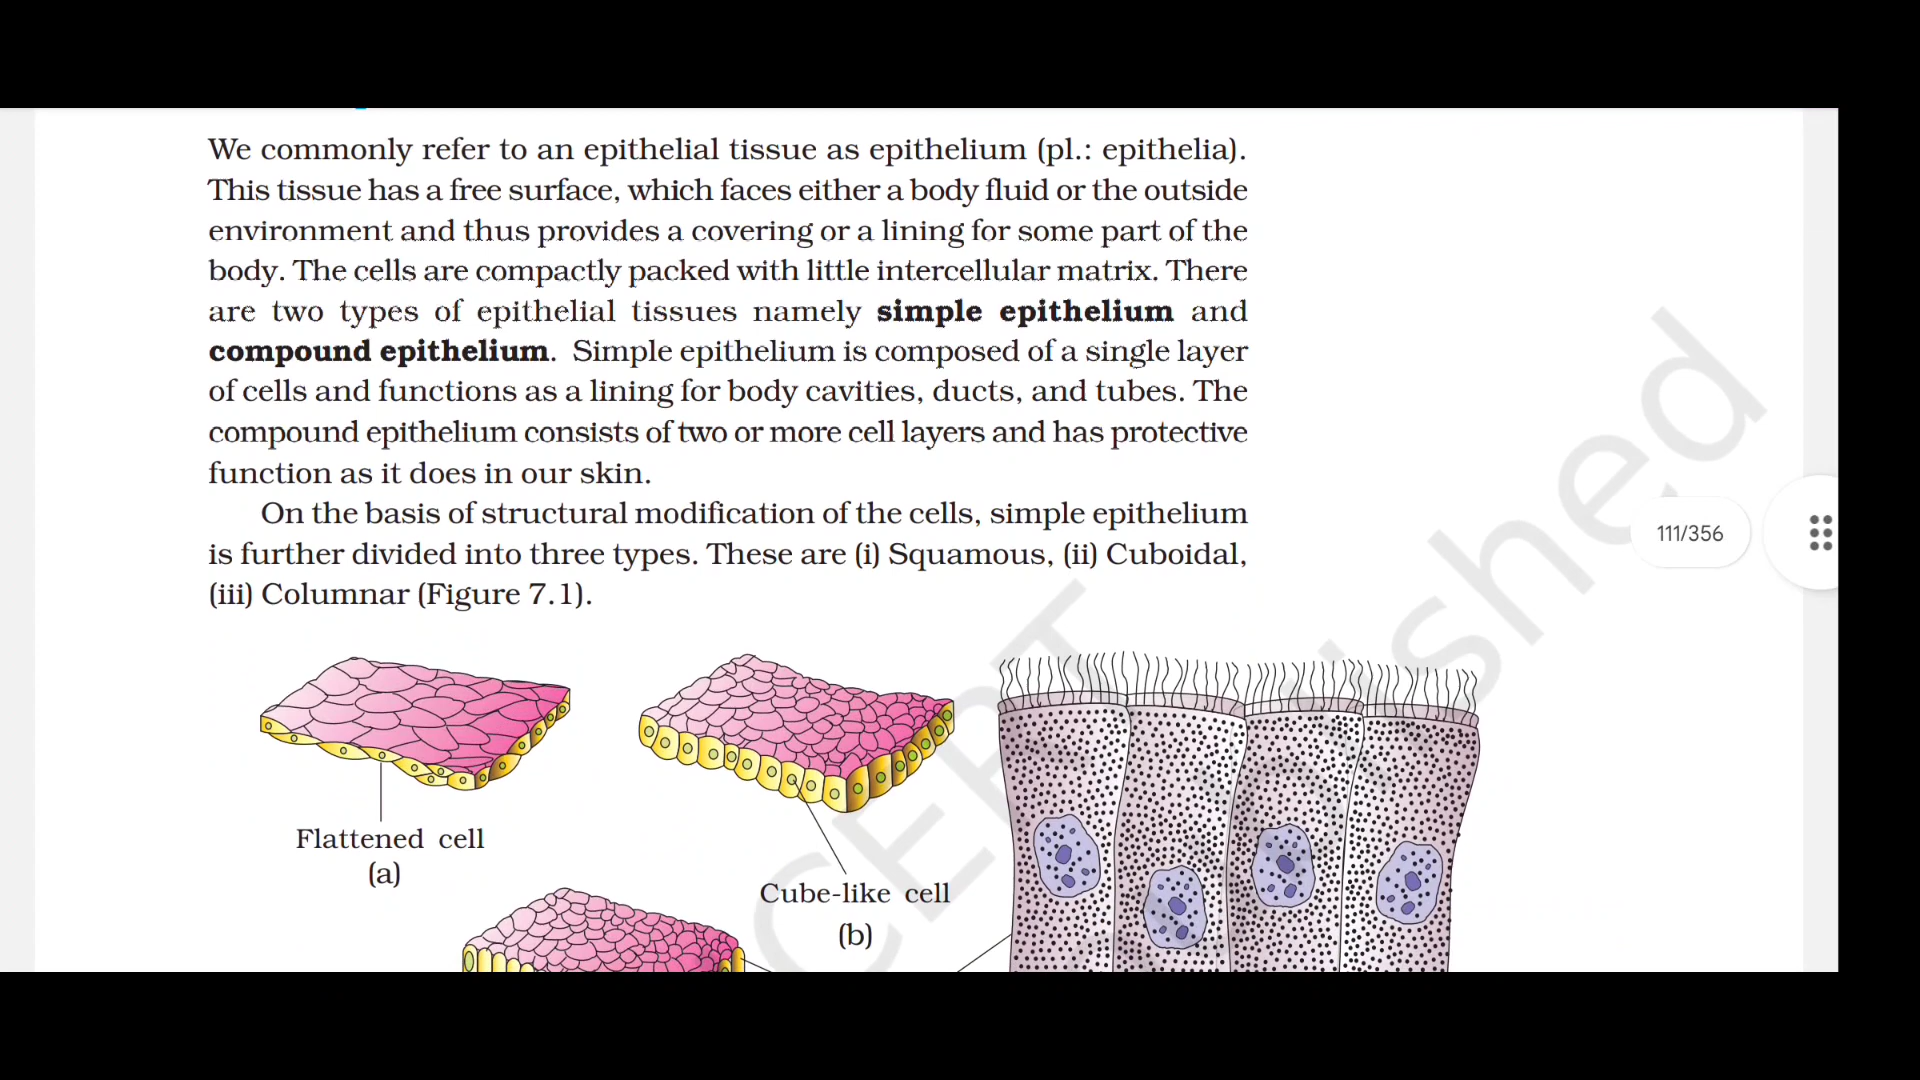 We commonly refer to an epithelial tissue as epithelium (pl.: epithelia).
This tissue has a free surface, which faces either a body fluid or the outside
environment and thus provides a covering or a lining for some part of the
body. The cells are compactly packed with little intercellular matrix. There
are two types of epithelial tissues namely simple epithelium and
compound epithelium. Simple epithelium is composed of a single layer
of cells and functions as a lining for body cavities, ducts, and tubes. The
compound epithelium consists of two or more cell layers and has protective
function as it does in our skin.
On the basis of structural modification of the cells, simple epithelium
is further divided into three types. These are (i) Squamous, (ii) Cuboidal,
(iii) Columnar (Figure 7.1).
111/356
Flattened cell
(a)
Cube-like cell
(b)